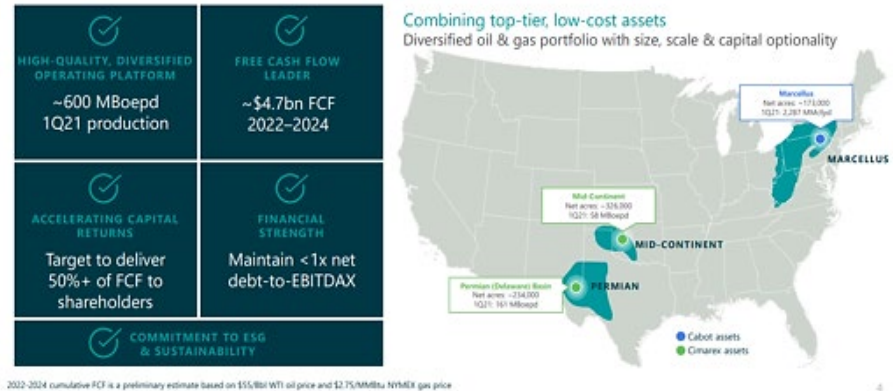 HIGH-QUALITY, DIVERSIFIED
OPERATING PLATFORM
~600 MBoepd
1Q21 production
FREE CASH FLOW
LEADER
~$4.7bn FCF
2022–2024
ACCELERATING CAPITAL
RETURNS
Target to deliver
50%+ of FCF to
shareholders
FINANCIAL
STRENGTH
Maintain <1x net
debt-to-EBITDAX
COMMITMENT TO ESG
& SUSTAINABILITY
Combining top-tier, low-cost assets
Diversified oil & gas portfolio with size, scale & capital optionality
Marcellus
Net acres: ~173,000
1Q21: 2,287 MMcf/d
MARCELLUS
Mid-Continent
Net acres: ~326,000
1Q21: 58 MBoepd
MID-CONTINENT
Permian (Delaware) Basin
Net acres: ~234,000
1Q21: 161 MBoepd
PERMIAN
Cabot assets
Cimarex assets
2022-2024 cumulative FCF is a preliminary estimate based on $55/Bbl WTI oil price and $2.75/MMBtu NYMEX gas price